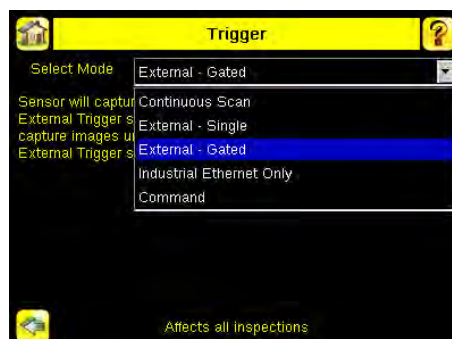 Trigger
?
Select Mode External - Gated
Sensor will captur
External Trigger s
capture images u
External Trigger s
Continuous Scan
External - Single
External - Gated
Industrial Ethernet Only
Command
Affects all inspections